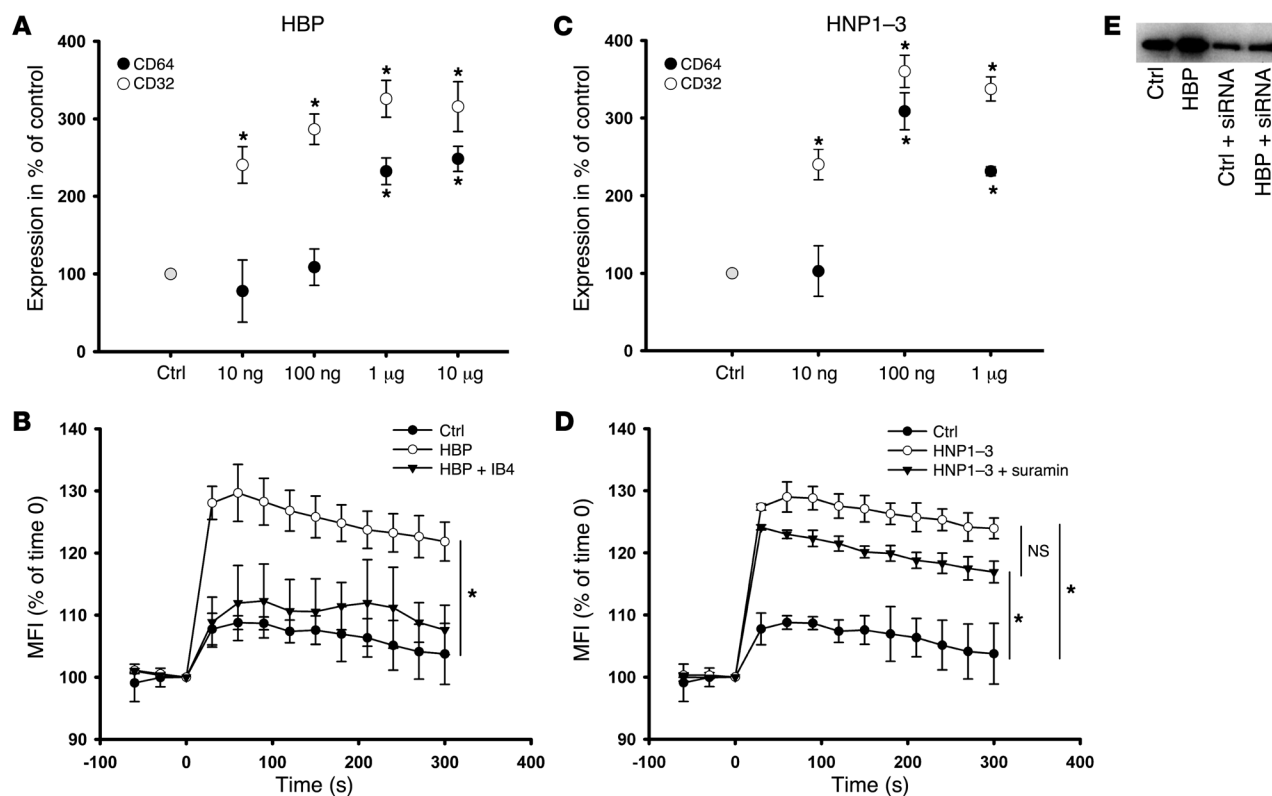 A
HBP
400
300
200
100
0
Expression in % of control
CD64
CD32
*
*
*
*
*
*
Ctrl
10 ng
100 ng
1 μg
10 μg
C
HNP1–3
400
300
200
100
0
Expression in % of control
CD64
CD32
*
*
*
*
*
Ctrl
10 ng
100 ng
1 μg
E
Ctrl
HBP
Ctrl + siRNA
HBP + siRNA
B
140
130
120
110
100
90
MFI (% of time 0)
Ctrl
HBP
HBP + IB4
*
-100
0
100
200
300
400
Time (s)
D
140
130
120
110
100
90
MFI (% of time 0)
Ctrl
HNP1–3
HNP1–3 + suramin
NS
*
*
-100
0
100
200
300
400
Time (s)